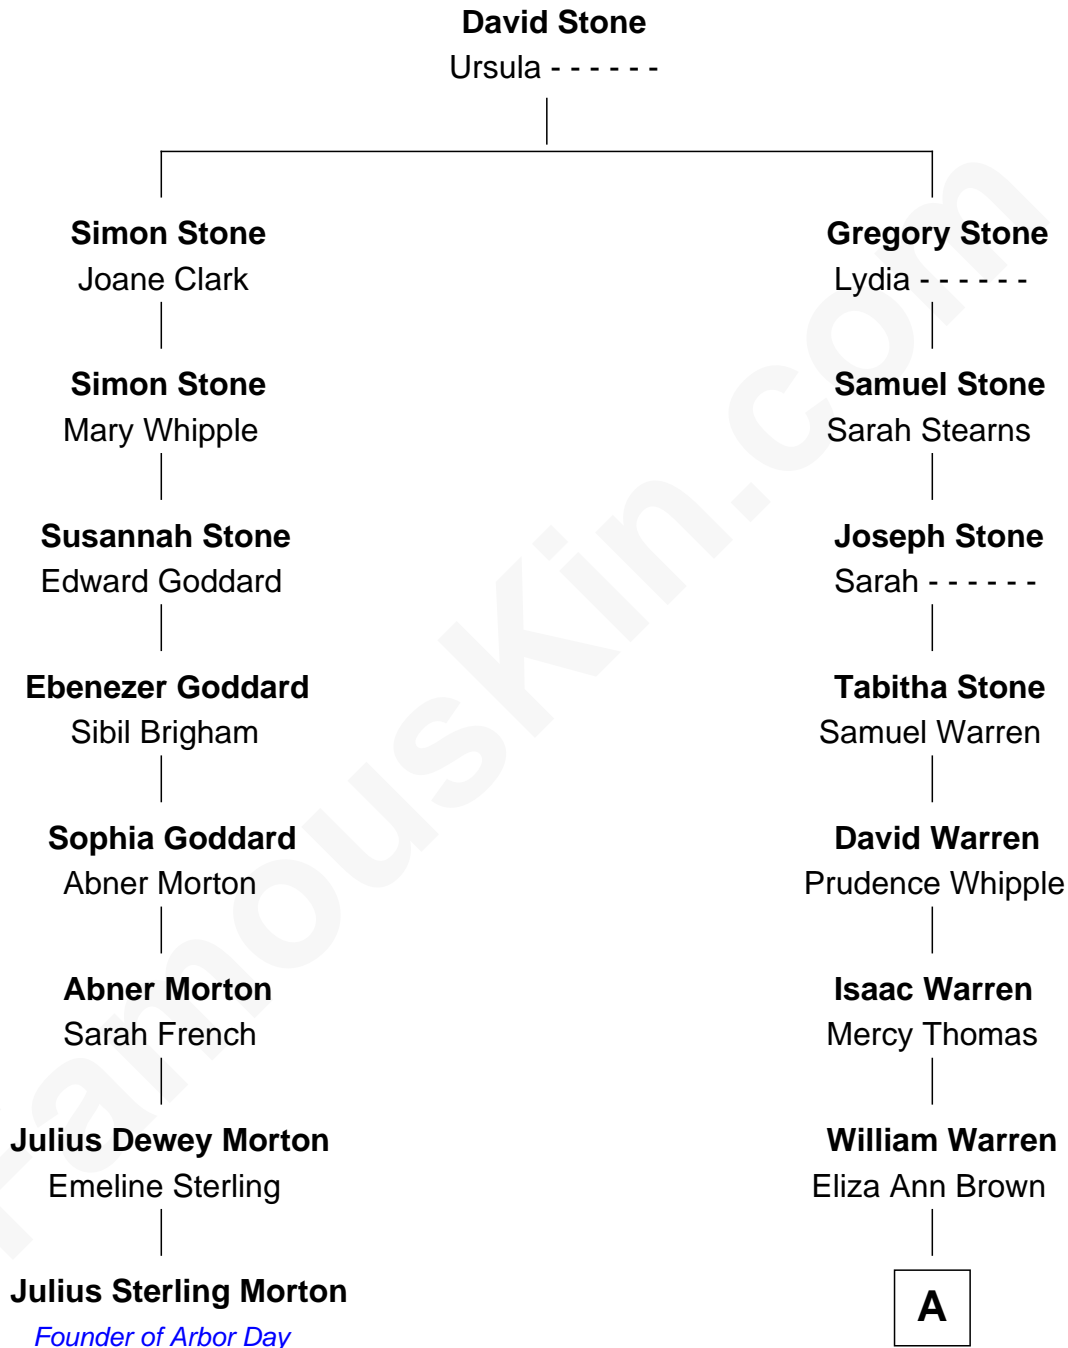 David Stone
Ursula - - - - - -
Simon Stone
Joane Clark
Gregory Stone
Lydia - - - - - -
Simon Stone
Mary Whipple
Samuel Stone
Sarah Stearns
Susannah Stone
Edward Goddard
Joseph Stone
Sarah - - - - - -
Ebenezer Goddard
Sibil Brigham
Tabitha Stone
Samuel Warren
Sophia Goddard
Abner Morton
David Warren
Prudence Whipple
Abner Morton
Sarah French
Isaac Warren
Mercy Thomas
Julius Dewey Morton
Emeline Sterling
William Warren
Eliza Ann Brown
Julius Sterling Morton
Founder of Arbor Day
A
FamousKin.com